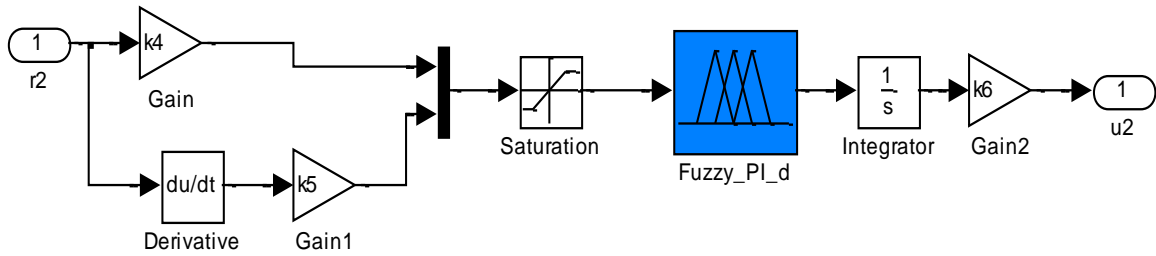 1
r2
k4
Gain
du/dt
Derivative
k5
Gain1
Saturation
Fuzzy_PI_d
1
s
Integrator
k6
Gain2
1
u2